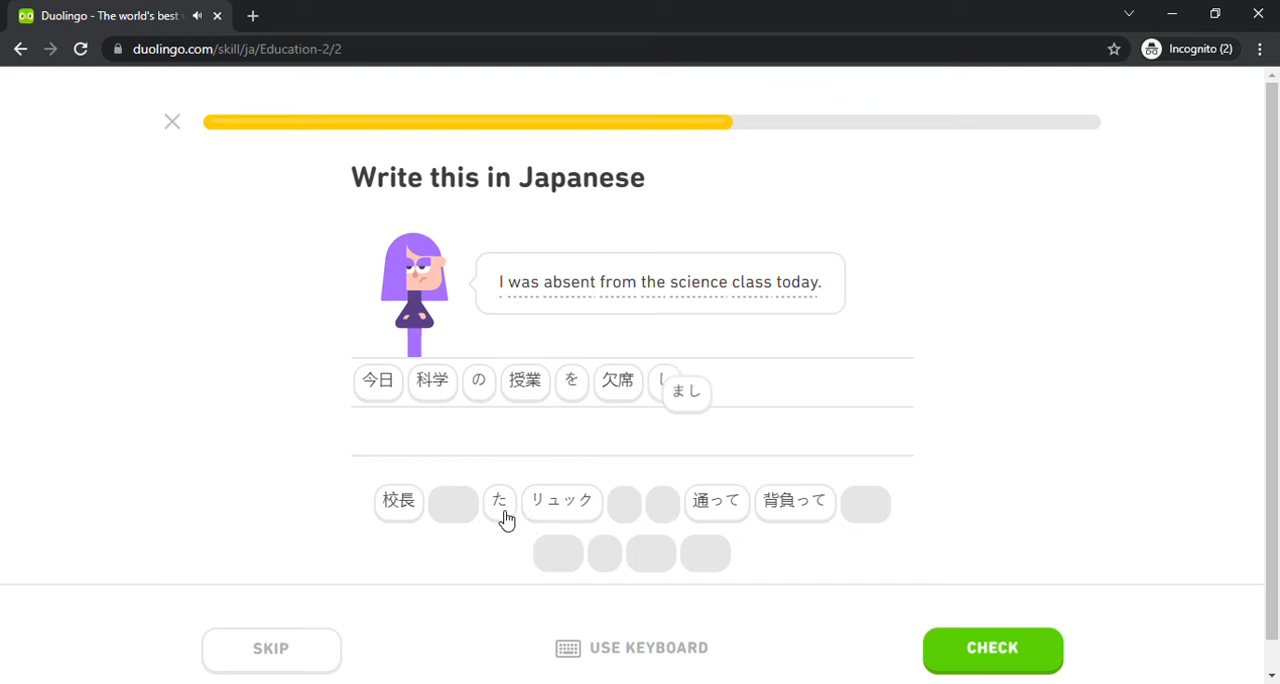 Duolingo - The world's best
duolingo.com/skill/ja/Education-2/2
Incognito (2)
Write this in Japanese
I was absent from the science class today.
今日 科学 の 授業 を 欠席 し まし
校長 た リュック 通って 背負って
SKIP
USE KEYBOARD
CHECK